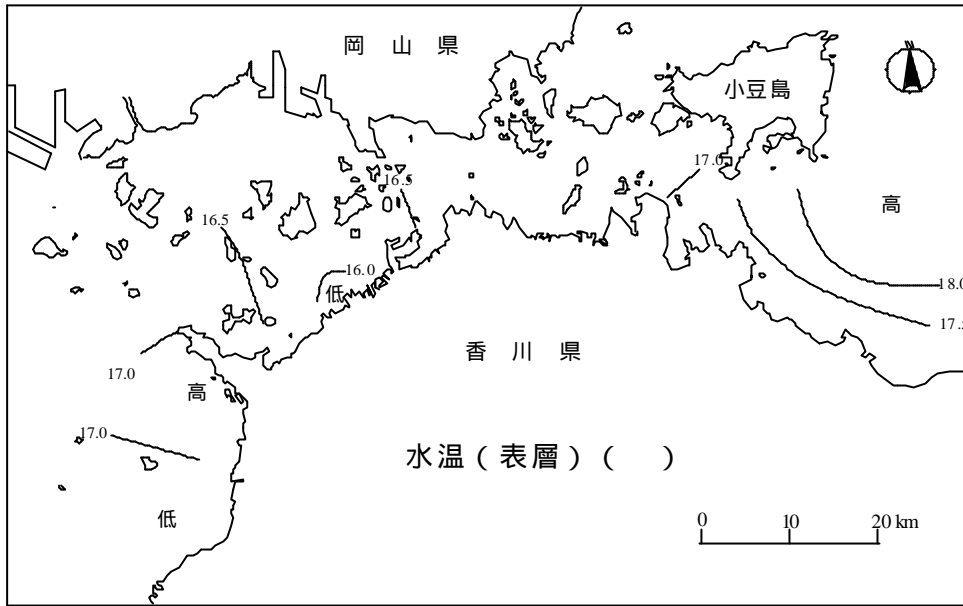 岡 山 県
小豆島
17.0
16.5
高
16.5
16.0
低
18.0
17.5
香 川 県
17.0
高
17.0
水温（表層）（　）
低
0 10 20 km